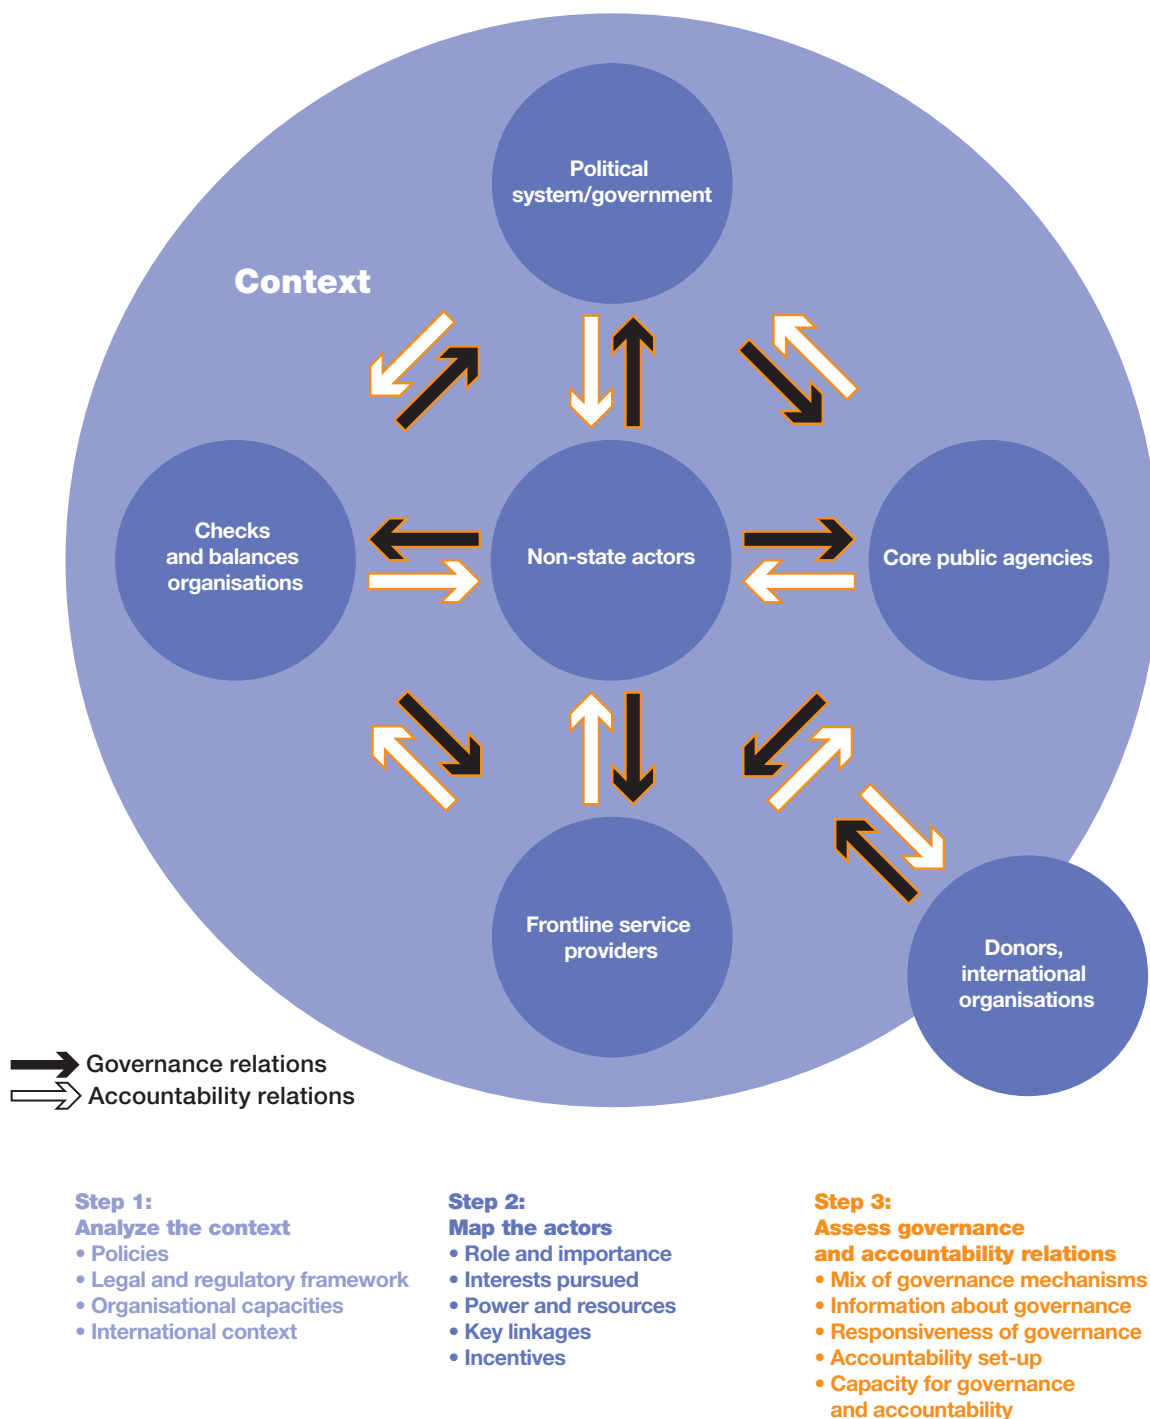 Political
system/government
Context
Checks
and balances
organisations
Non-state actors
Core public agencies
Frontline service
providers
Donors,
international
organisations
Governance relations
Accountability relations
Step 1:
Analyze the context
• Policies
• Legal and regulatory framework
• Organisational capacities
• International context
Step 2:
Map the actors
• Role and importance
• Interests pursued
• Power and resources
• Key linkages
• Incentives
Step 3:
Assess governance
and accountability relations
• Mix of governance mechanisms
• Information about governance
• Responsiveness of governance
• Accountability set-up
• Capacity for governance
and accountability